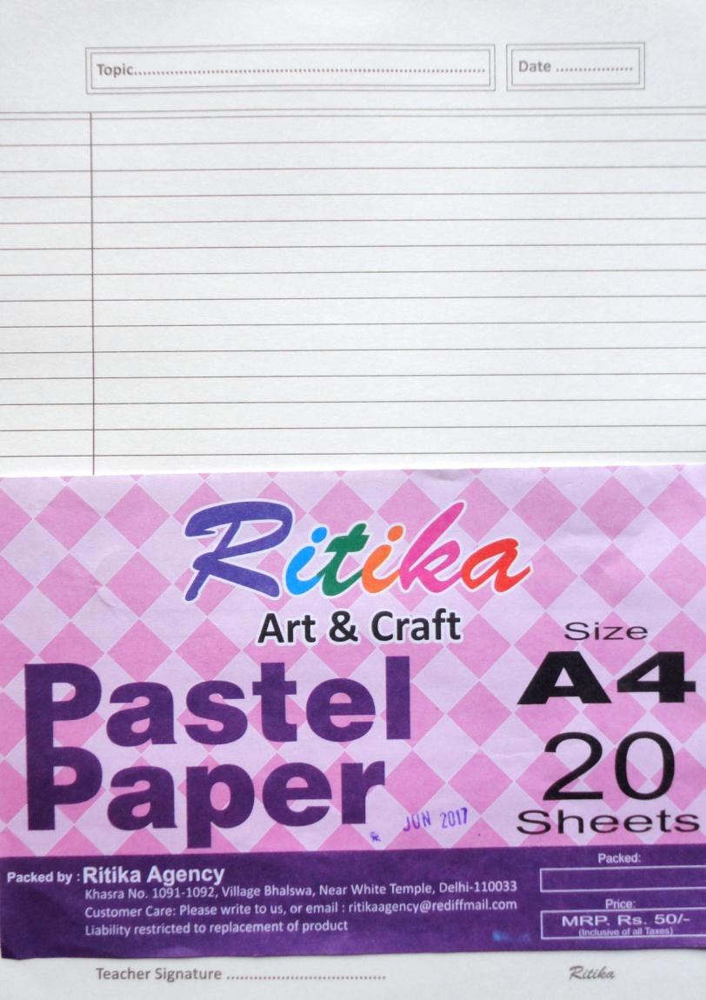 Topic................................................................................
Date ..................
Ritika
Art & Craft
Pastel
Paper
Size
A4
20
Sheets
JUN 2017
Packed by : Ritika Agency
Khasra No. 1091-1092, Village Bhalswa, Near White Temple, Delhi-110033
Customer Care: Please write to us, or email : ritikaagency@rediffmail.com
Liability restricted to replacement of product
Packed:
Price:
MRP. Rs. 50/-
(Inclusive of all Taxes)
Teacher Signature ......................................
Ritika